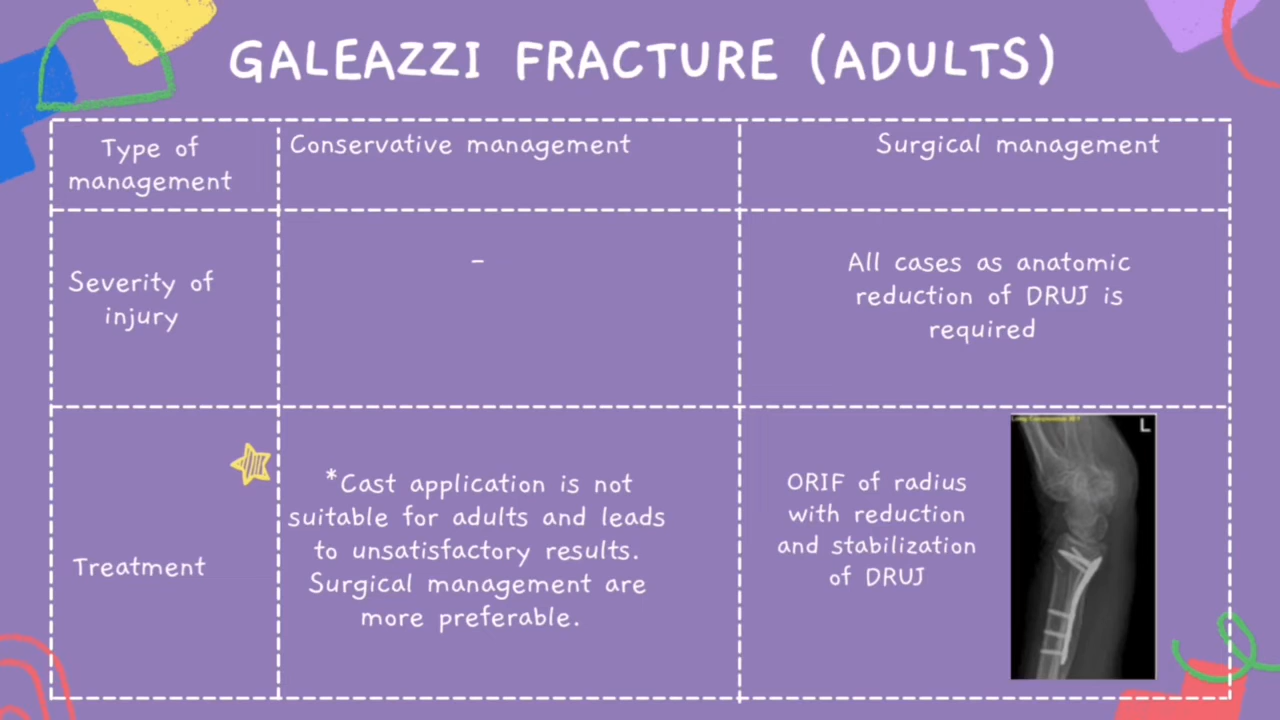 GALEAZZI FRACTURE (ADULTS)
Type of
management
Conservative management
Surgical management
Severity of
injury
-
All cases as anatomic
reduction of DRUJ is
required
Treatment
*Cast application is not
suitable for adults and leads
to unsatisfactory results.
Surgical management are
more preferable.
ORIF of radius
with reduction
and stabilization
of DRUJ
L